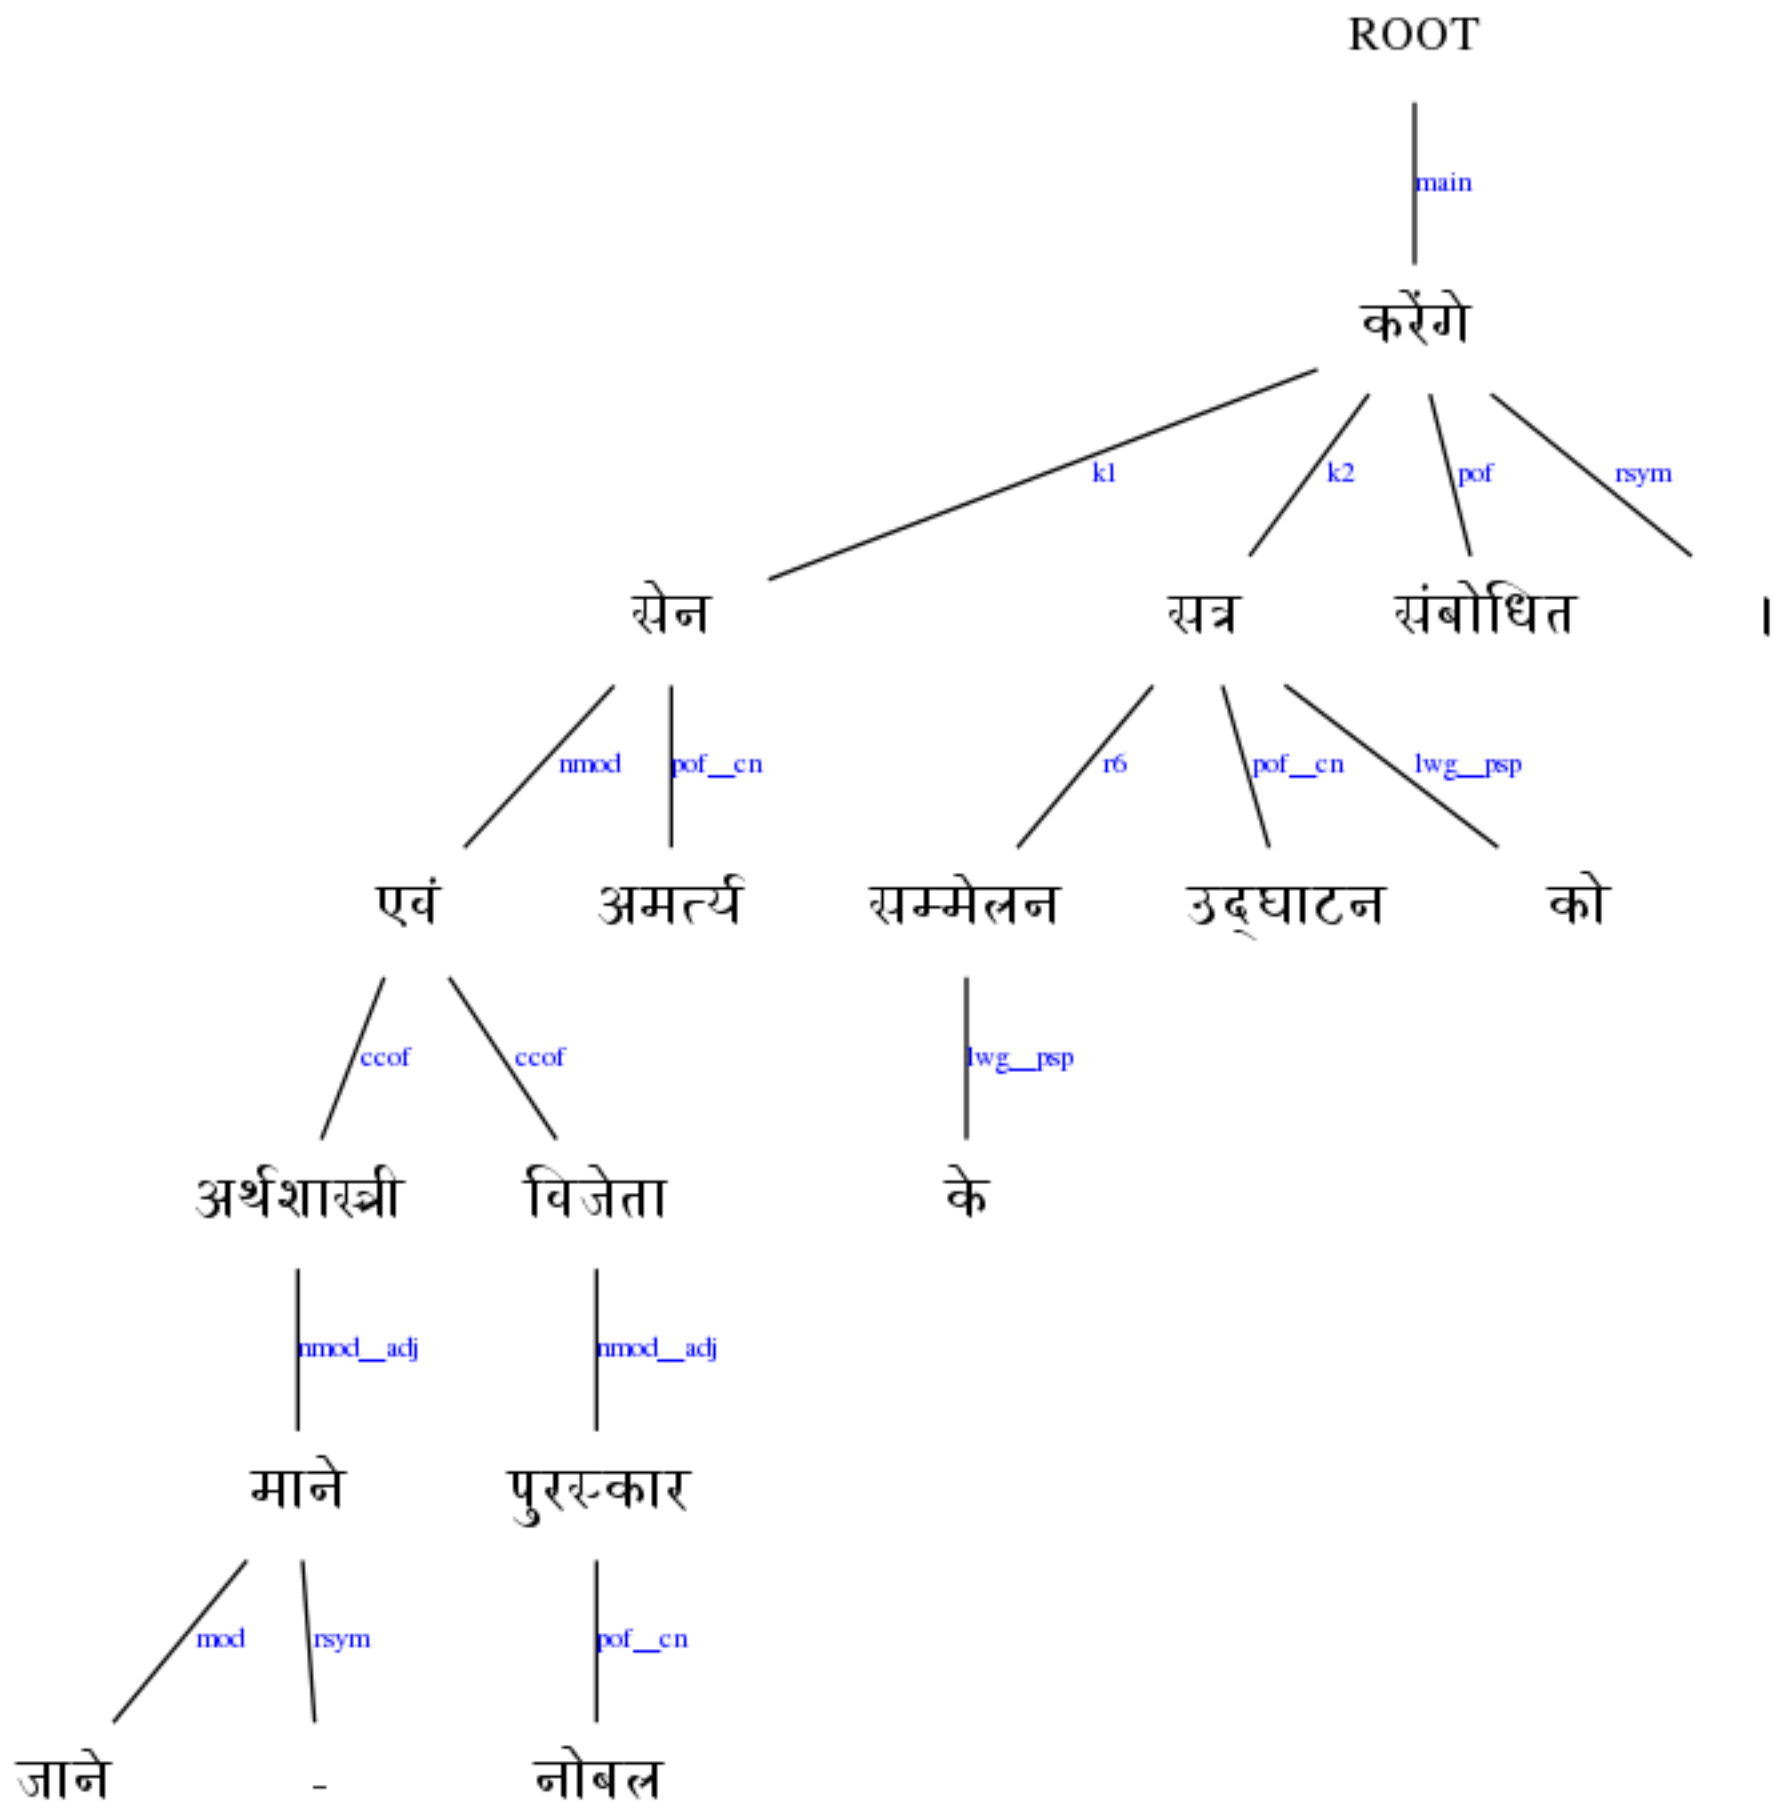 ROOT
main
करेंगे
k1 k2 pof rsym
सेन सत्र संबोधित ।
nmod pof__cn r6 pof__cn lwg__psp
एवं अमर्त्य सम्मेलन उद्‌घाटन को
ccof ccof lwg__psp
अर्थशास्त्री विजेता के
nmod__adj nmod__adj
माने पुरस्कार
mod rsym pof__cn
जाने - नोबल